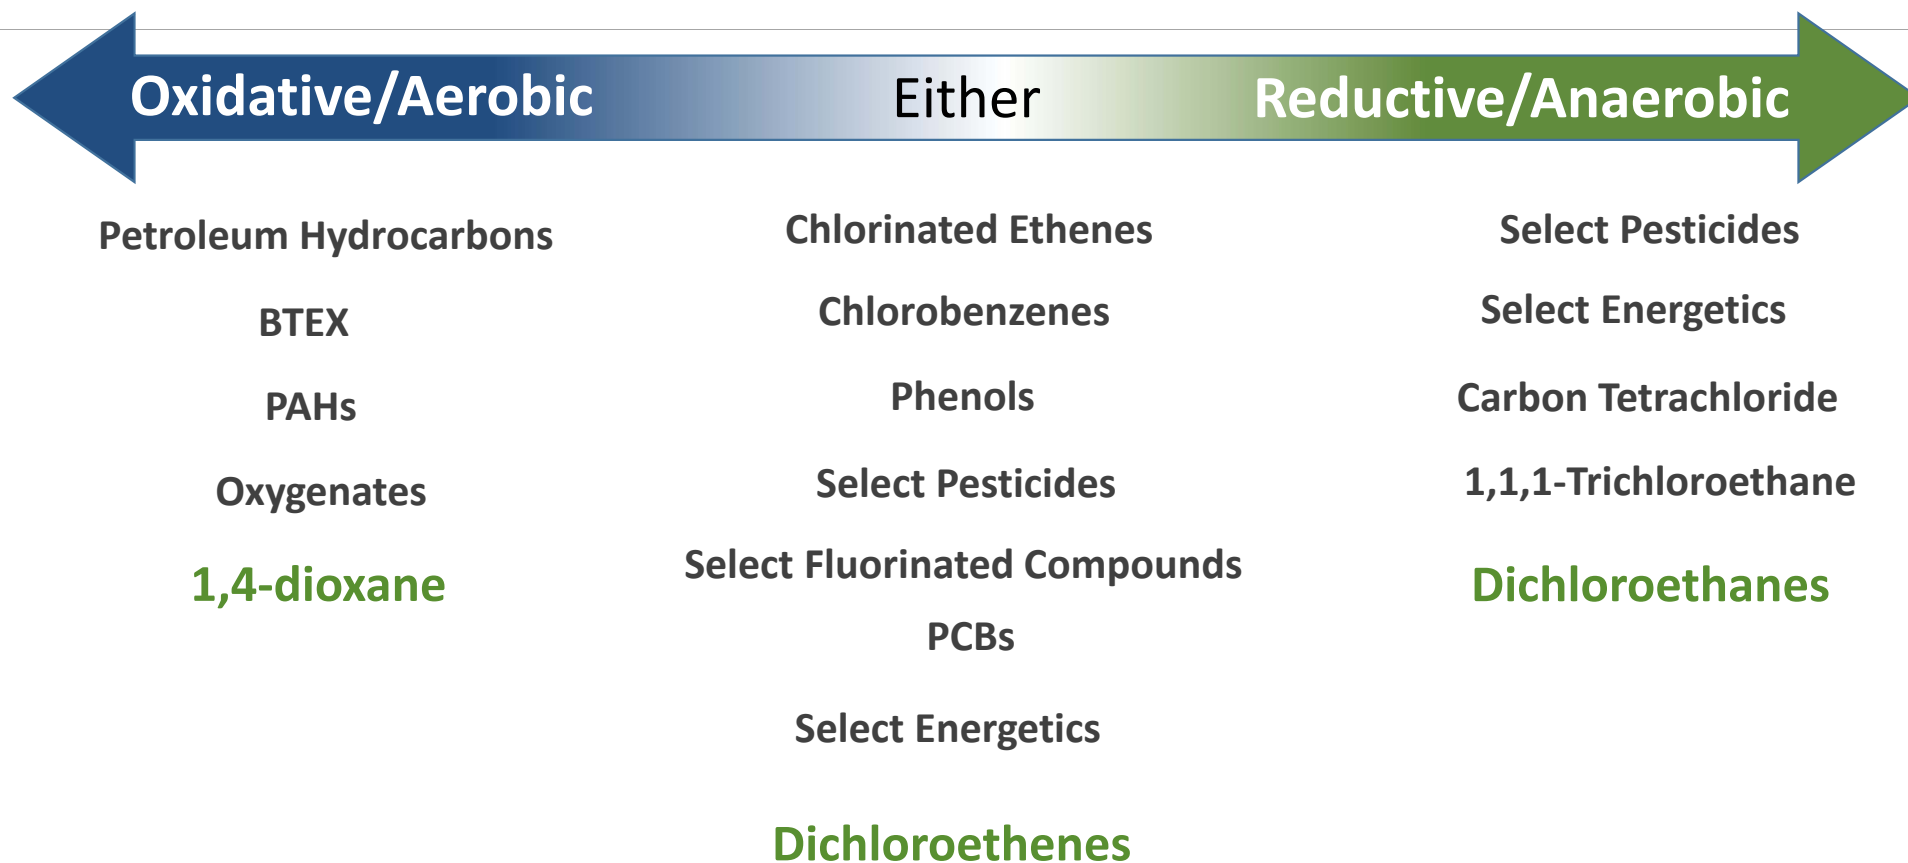 Oxidative/Aerobic
Either
Reductive/Anaerobic
Petroleum Hydrocarbons
BTEX
PAHs
Oxygenates
1,4-dioxane
Chlorinated Ethenes
Chlorobenzenes
Phenols
Select Pesticides
Select Fluorinated Compounds
PCBs
Select Energetics
Dichloroethenes
Select Pesticides
Select Energetics
Carbon Tetrachloride
1,1,1-Trichloroethane
Dichloroethanes